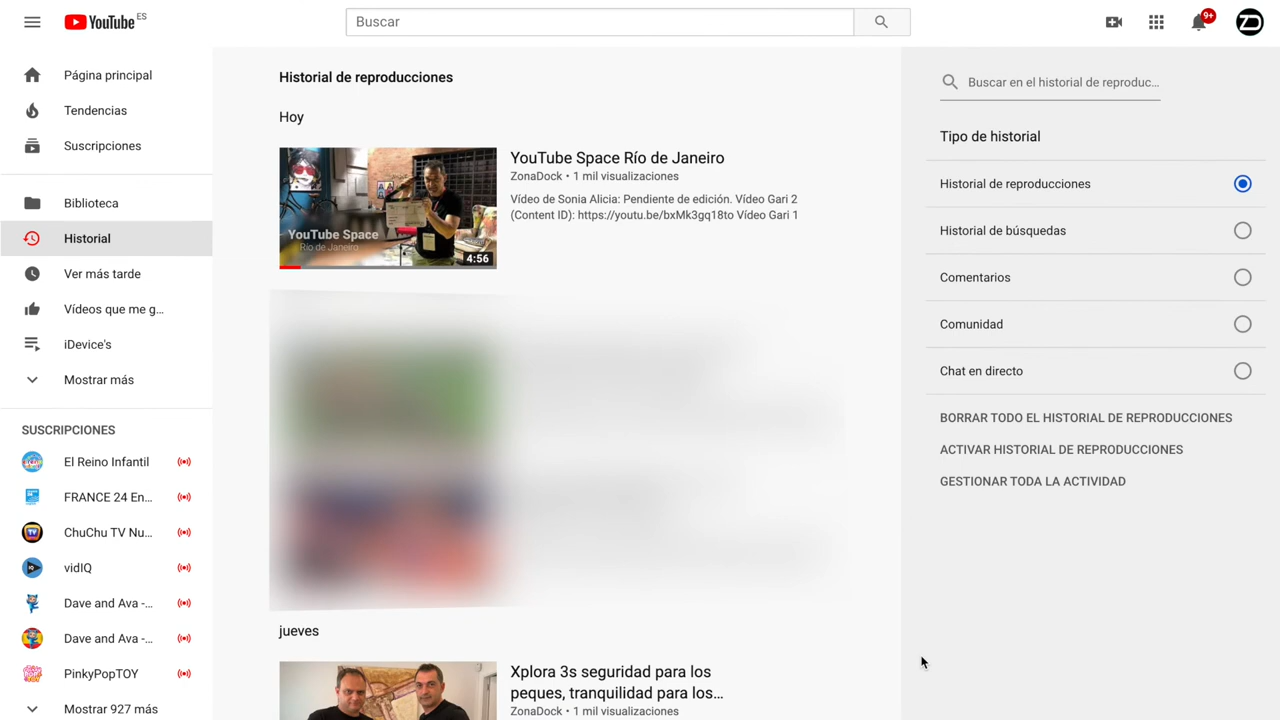 YouTube ES
Buscar
9+
Página principal
Tendencias
Suscripciones
Biblioteca
Historial
Ver más tarde
Vídeos que me g...
iDevice's
Mostrar más
SUSCRIPCIONES
El Reino Infantil
FRANCE 24 En...
ChuChu TV Nu...
vidIQ
Dave and Ava -...
Dave and Ava -...
PinkyPopTOY
Mostrar 927 más
Historial de reproducciones
Hoy
YouTube Space
Río de Janeiro
4:56
YouTube Space Río de Janeiro
ZonaDock • 1 mil visualizaciones
Vídeo de Sonia Alicia: Pendiente de edición. Vídeo Gari 2
(Content ID): https://youtu.be/bxMk3gq18to Vídeo Gari 1
jueves
Xplora 3s seguridad para los
peques, tranquilidad para los...
ZonaDock • 1 mil visualizaciones
Buscar en el historial de reproduc...
Tipo de historial
Historial de reproducciones
Historial de búsquedas
Comentarios
Comunidad
Chat en directo
BORRAR TODO EL HISTORIAL DE REPRODUCCIONES
ACTIVAR HISTORIAL DE REPRODUCCIONES
GESTIONAR TODA LA ACTIVIDAD